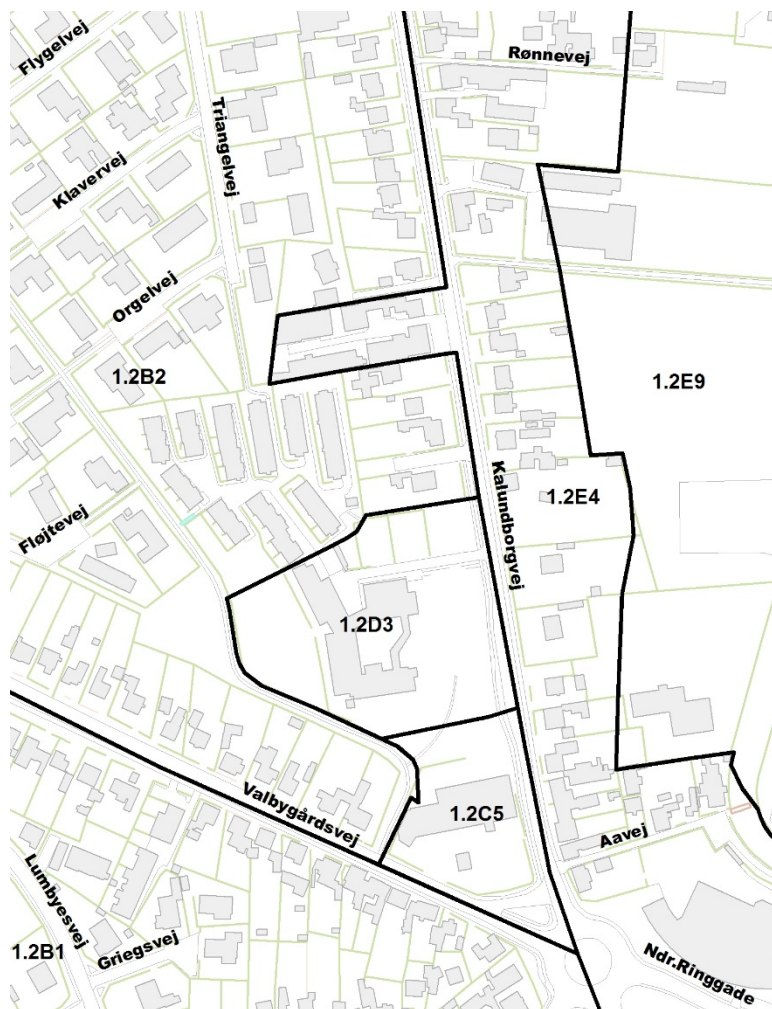 Flygelvej
Rønnevej
Triangelvej
Klavervej
Orgelvej
1.2B2
1.2E9
Kalundborgvej
1.2E4
Fløjtevej
1.2D3
Valbygårdsvej
1.2C5
Aavej
Lumbyesvej
Griegsvej
1.2B1
Ndr.Ringgade